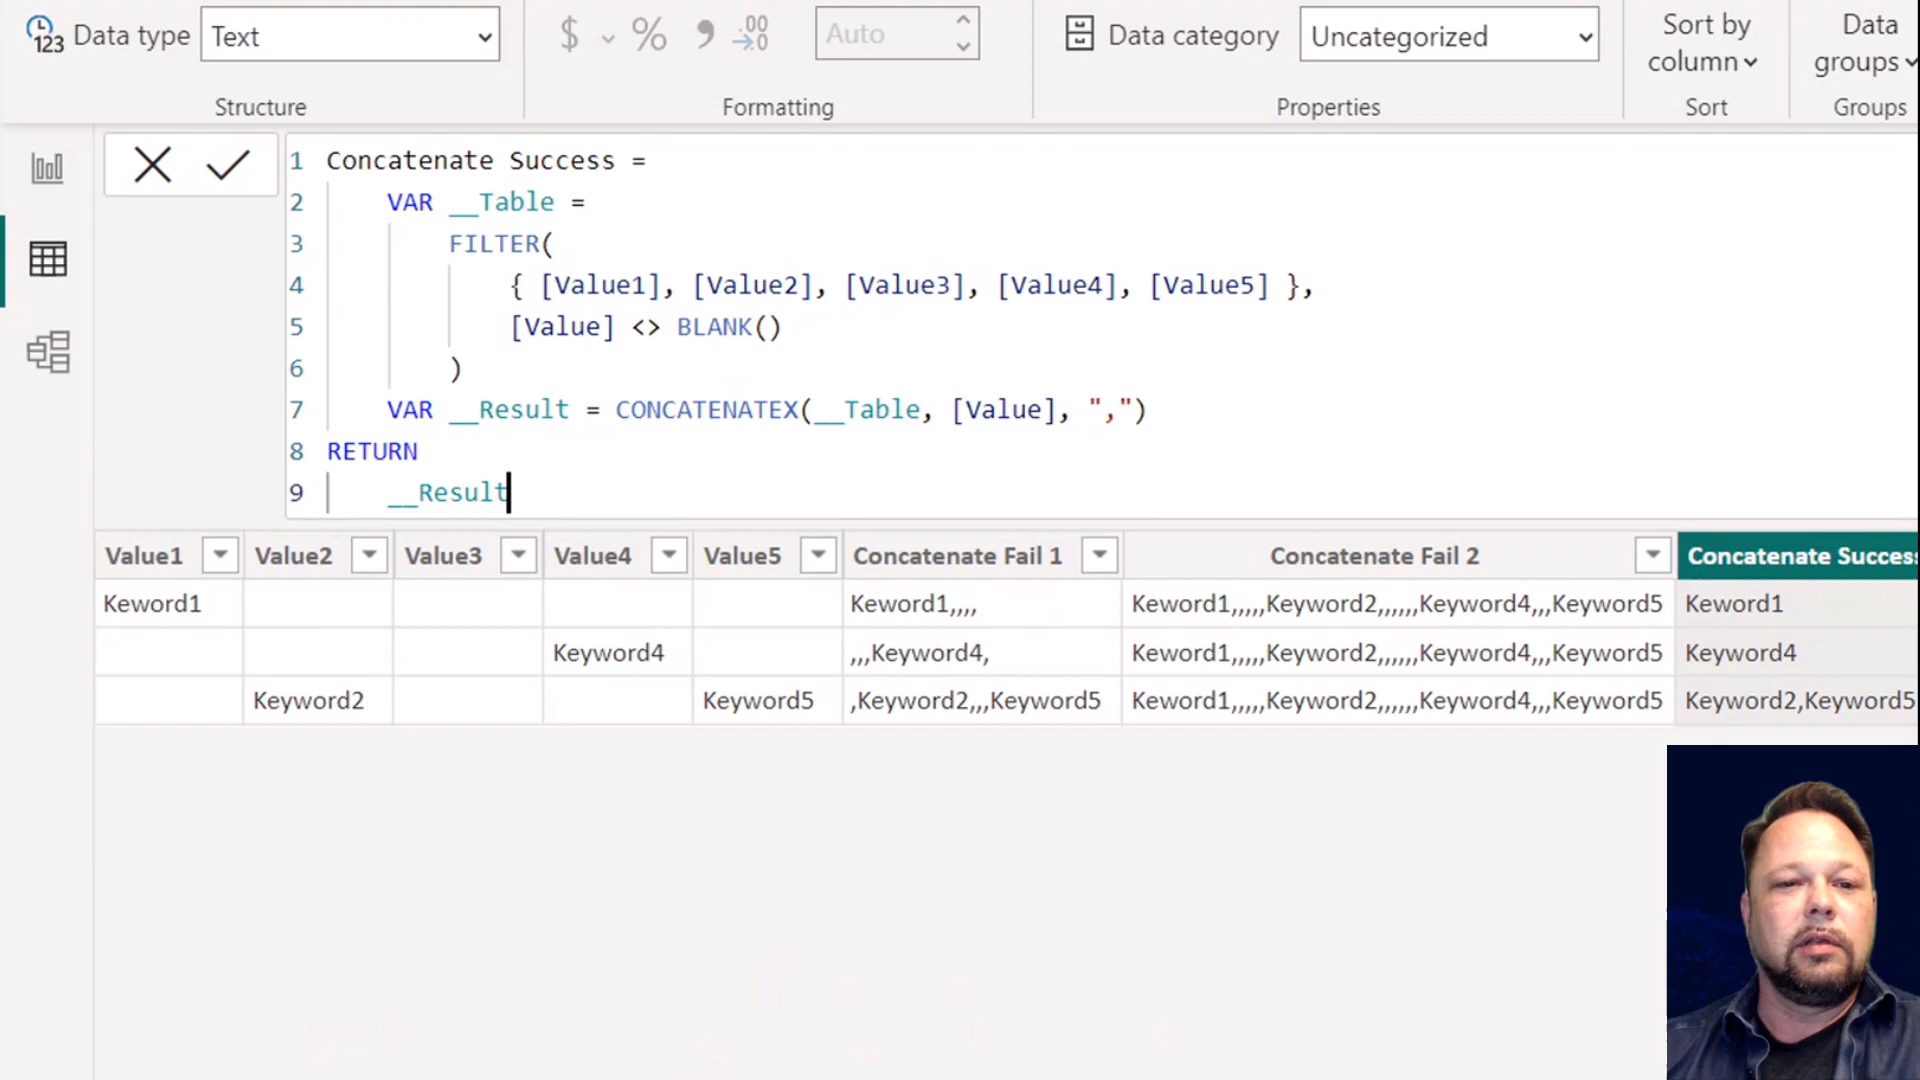 Data type Text
$ % 9 .00 Auto
Data category Uncategorized
Sort by column
Data groups
Structure
Formatting
Properties
Sort
Groups
1 Concatenate Success =
2 VAR __Table =
3 FILTER(
4 { [Value1], [Value2], [Value3], [Value4], [Value5] },
5 [Value] <> BLANK()
6 )
7 VAR __Result = CONCATENATEX(__Table, [Value], ",")
8 RETURN
9 __Result
Value1 Value2 Value3 Value4 Value5 Concatenate Fail 1 Concatenate Fail 2 Concatenate Success
Keword1 Keword1,,,, Keword1,,,,,Keyword2,,,,,,Keyword4,,,Keyword5 Keword1
Keyword4 ,,,Keyword4, Keword1,,,,,Keyword2,,,,,,Keyword4,,,Keyword5 Keyword4
Keyword2 Keyword5 ,Keyword2,,,Keyword5 Keword1,,,,,Keyword2,,,,,,Keyword4,,,Keyword5 Keyword2,Keyword5